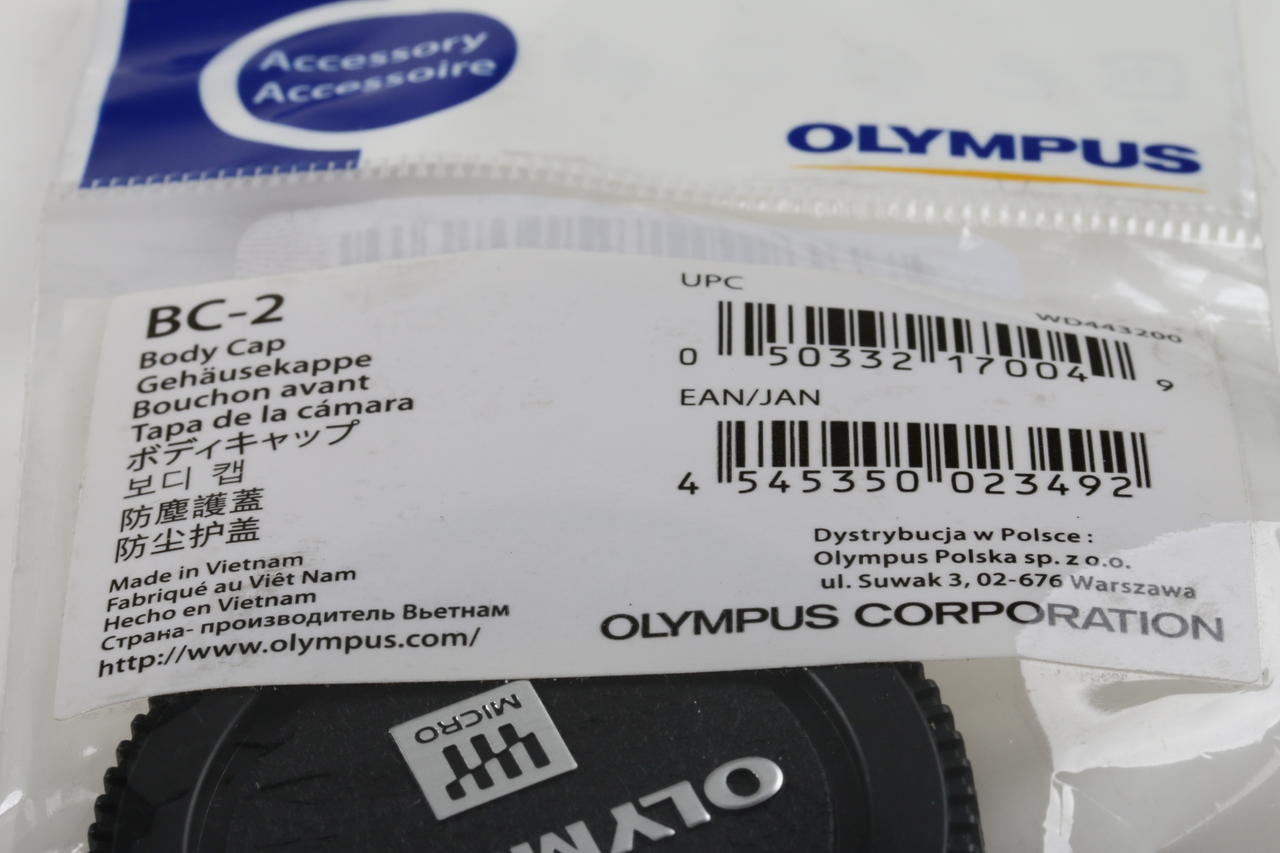 Accessory
Accessoire
OLYMPUS
BC-2
Body Cap
Gehäusekappe
Bouchon avant
Tapa de la cámara
ボディキャップ
보디 캡
防塵護蓋
防尘护盖
Made in Vietnam
Fabriqué au Viêt Nam
Hecho en Vietnam
Страна- производитель Вьетнам
http://www.olympus.com/
UPC
WD443200
0 50332 17004 9
EAN/JAN
4 545350 023492
Dystrybucja w Polsce :
Olympus Polska sp. z o.o.
ul. Suwak 3, 02-676 Warszawa
OLYMPUS CORPORATION
MICRO
OLYMP